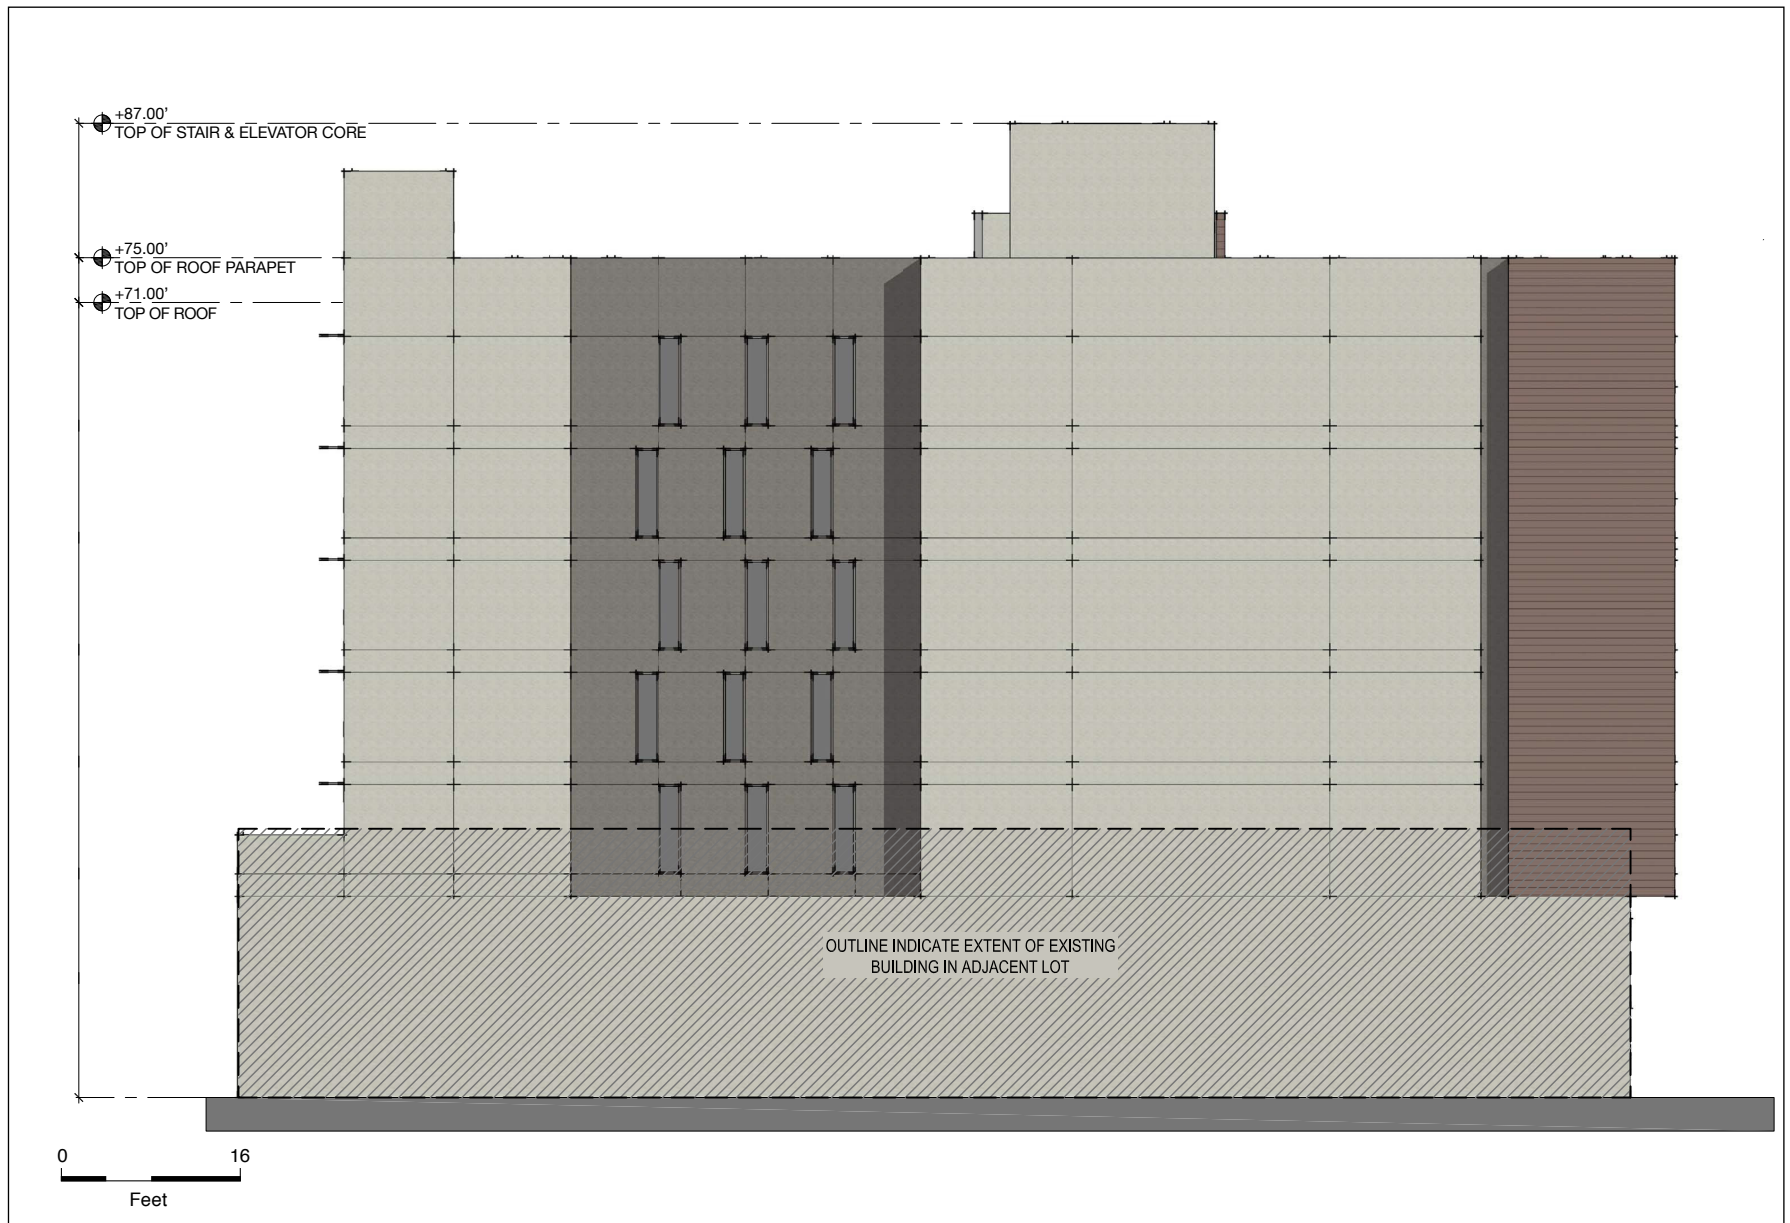 +87.00'
TOP OF STAIR & ELEVATOR CORE
+75.00'
TOP OF ROOF PARAPET
+71.00'
TOP OF ROOF
OUTLINE INDICATE EXTENT OF EXISTING
BUILDING IN ADJACENT LOT
0 16
Feet